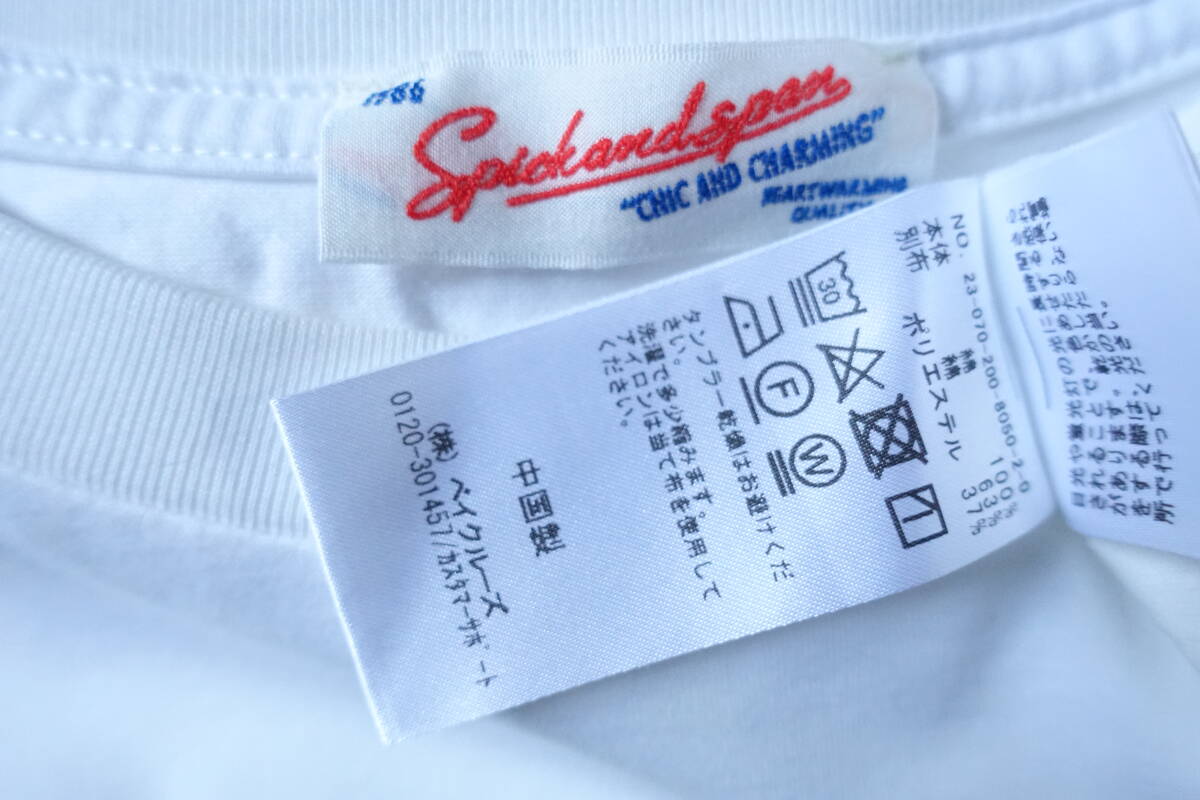 1986
Spick and span
"CHIC AND CHARMING"
HEARTWARMING
QUALITY
NO. 23-070-200-8050-2-0
本体 綿 100%
別布 綿 63%
ポリエステル 37%
30
F
W
タンブラー乾燥はお避けくだ
さい。
洗濯で多少縮みます。
アイロンは当て布を使用して
ください。
中国製
(株)ベイクルーズ
0120-301457/カスタマーサポート